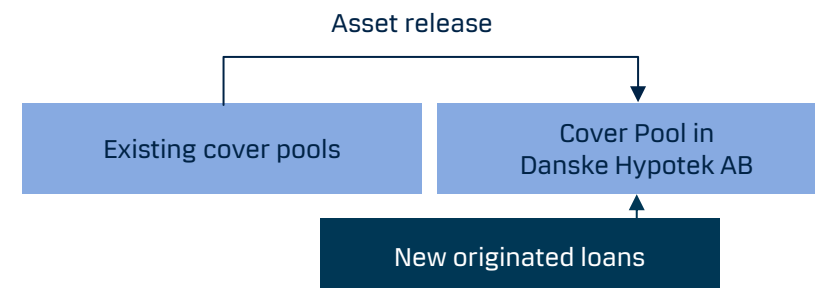 Asset release
Existing cover pools
Cover Pool in
Danske Hypotek AB
New originated loans